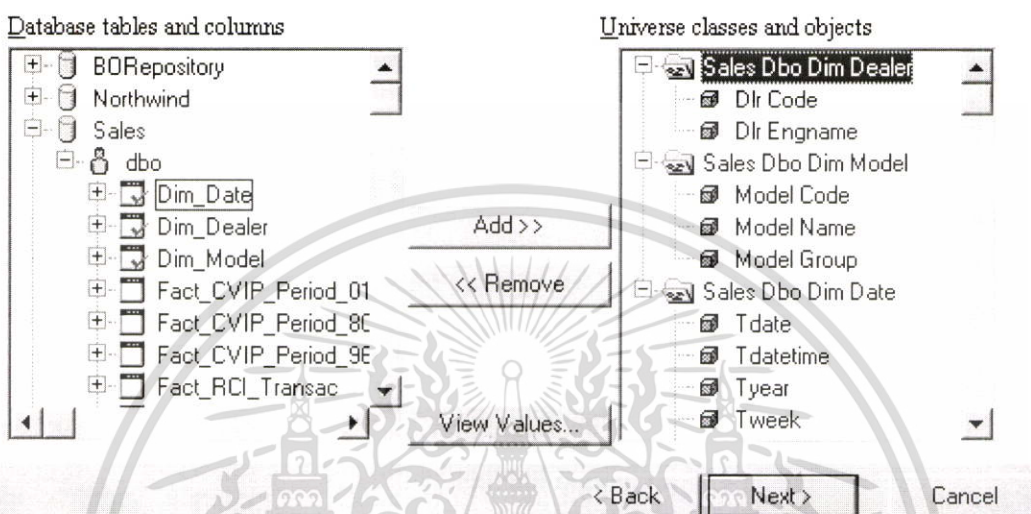 Database tables and columns
BORepository
Northwind
Sales
dbo
Dim_Date
Dim_Dealer
Dim_Model
Fact_CVIP_Period_01
Fact_CVIP_Period_8
Fact_CVIP_Period_9
Fact_RCI_Transac
Add >>
<< Remove
View Values...
Universe classes and objects
Sales Dbo Dim Dealer
Dlr Code
Dlr Engname
Sales Dbo Dim Model
Model Code
Model Name
Model Group
Sales Dbo Dim Date
Tdate
Tdatetime
Tyear
Tweek
< Back
Next >
Cancel